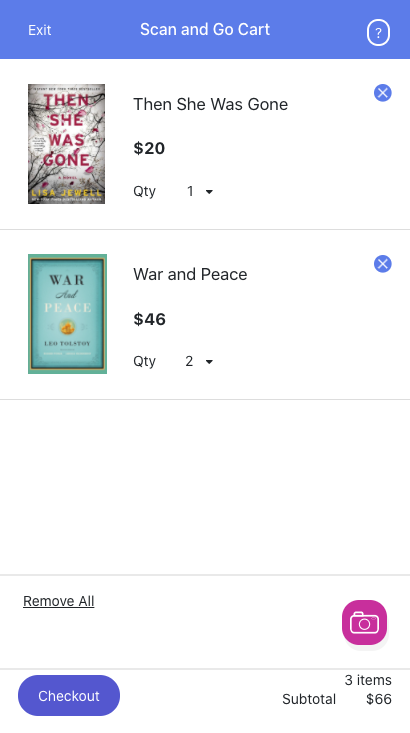 Exit
Scan and Go Cart
?
THEN
SHE
WAS
GONE
A NOVEL
LISA JEWELL
Then She Was Gone
$20
Qty 1
WAR
And
PEACE
LEO TOLSTOY
War and Peace
$46
Qty 2
Remove All
3 items
Checkout
Subtotal $66